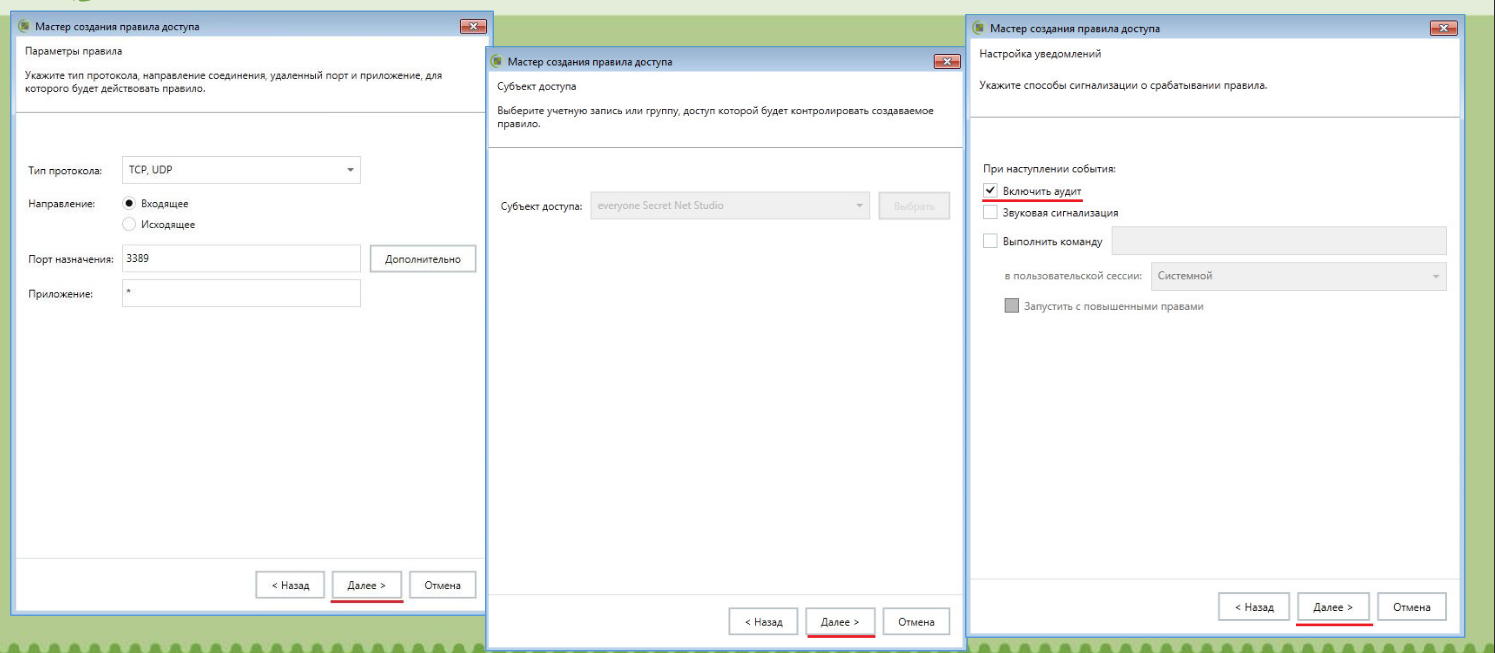 Мастер создания правила доступа
Параметры правила
Укажите тип протокола, направление соединения, удаленный порт и приложение, для
которого будет действовать правило.
Тип протокола: TCP, UDP
Направление: Входящее
Исходящее
Порт назначения: 3389 Дополнительно
Приложение: *
< Назад Далее > Отмена
Мастер создания правила доступа
Субъект доступа
Выберите учетную запись или группу, доступ которой будет контролировать создаваемое
правило.
Субъект доступа: everyone Secret Net Studio Выбрать
< Назад Далее > Отмена
Мастер создания правила доступа
Настройка уведомлений
Укажите способы сигнализации о срабатывании правила.
При наступлении события:
Включить аудит
Звуковая сигнализация
Выполнить команду
в пользовательской сессии: Системной
Запустить с повышенными правами
< Назад Далее > Отмена